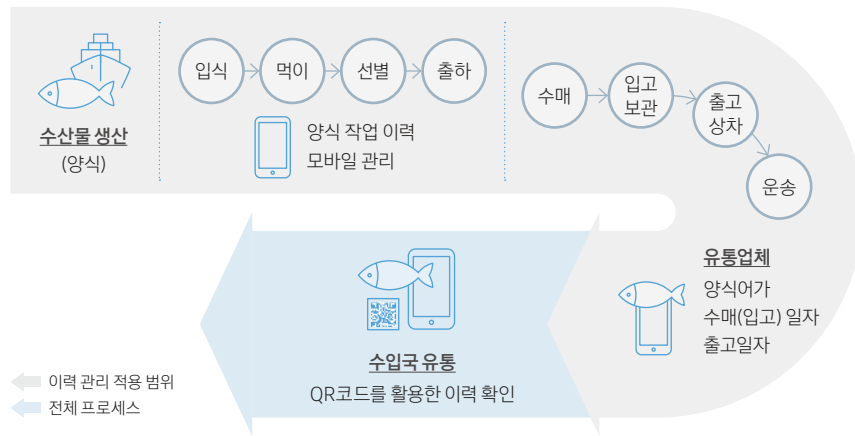 수산물 생산
(양식)
입식
먹이
선별
출하
양식 작업 이력
모바일 관리
수매
입고
보관
출고
상차
운송
유통업체
양식어가
수매(입고) 일자
출고일자
수입국 유통
QR코드를 활용한 이력 확인
이력 관리 적용 범위
전체 프로세스